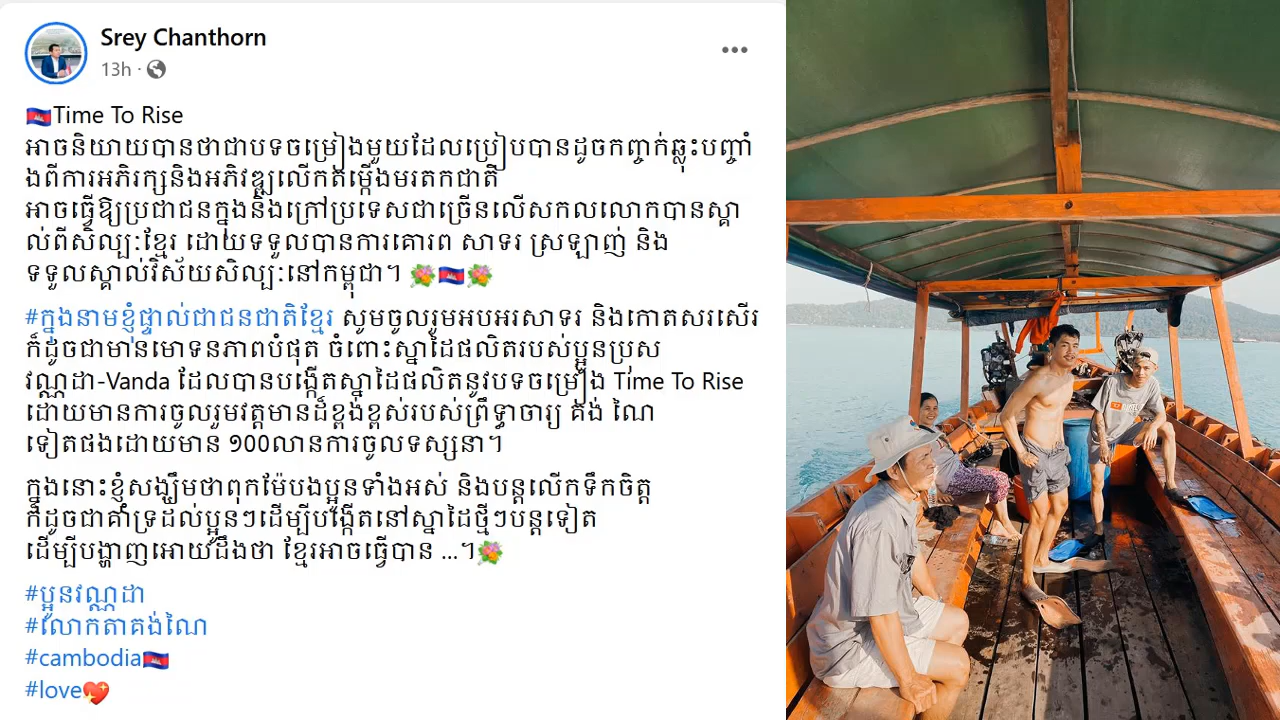 Srey Chanthorn
13h ·
🇰🇭Time To Rise
អាចនិយាយបានថាជាបទចម្រៀងមួយដែលប្រៀបបានដូចកញ្ចក់ឆ្លុះបញ្ចាំ
ងពីការអភិរក្សនិងអភិវឌ្ឍលើកតម្កើងមរតកជាតិ
អាចធ្វើឱ្យប្រជាជនក្នុងនិងក្រៅប្រទេសជាច្រើនលើសកលលោកបានស្គា
ល់ពីសិល្បៈខ្មែរ ដោយទទួលបានការគោរព សាទរ ស្រឡាញ់ និង
ទទួលស្គាល់វិស័យសិល្បៈនៅកម្ពុជា។ 💐🇰🇭💐
#ក្នុងនាមខ្ញុំផ្ទាល់ជាជនជាតិខ្មែរ សូមចូលរួមអបអរសាទរ និងកោតសរសើរ
ក៏ដូចជាមានមោទនភាពបំផុត ចំពោះស្នាដៃផលិតរបស់ប្អូនប្រុស
វណ្ណដា-Vanda ដែលបានបង្កើតស្នាដៃផលិតនូវបទចម្រៀង Time To Rise
ដោយមានការចូលរួមវត្តមានដ៏ខ្ពង់ខ្ពស់របស់ព្រឹទ្ធាចារ្យ គង់ ណៃ
ទៀតផងដោយមាន ១00លានការចូលទស្សនា។
ក្នុងនោះខ្ញុំសង្ឃឹមថាពុកម៉ែបងប្អូនទាំងអស់ និងបន្តលើកទឹកចិត្ត
ក៏ដូចជាគាំទ្រដល់ប្អូនៗដើម្បីបង្កើតនៅស្នាដៃថ្មីៗបន្តទៀត
ដើម្បីបង្ហាញអោយដឹងថា ខ្មែរអាចធ្វើបាន ...។💐
#ប្អូនវណ្ណដា
#លោកតាគង់ណៃ
#cambodia🇰🇭
#love💖